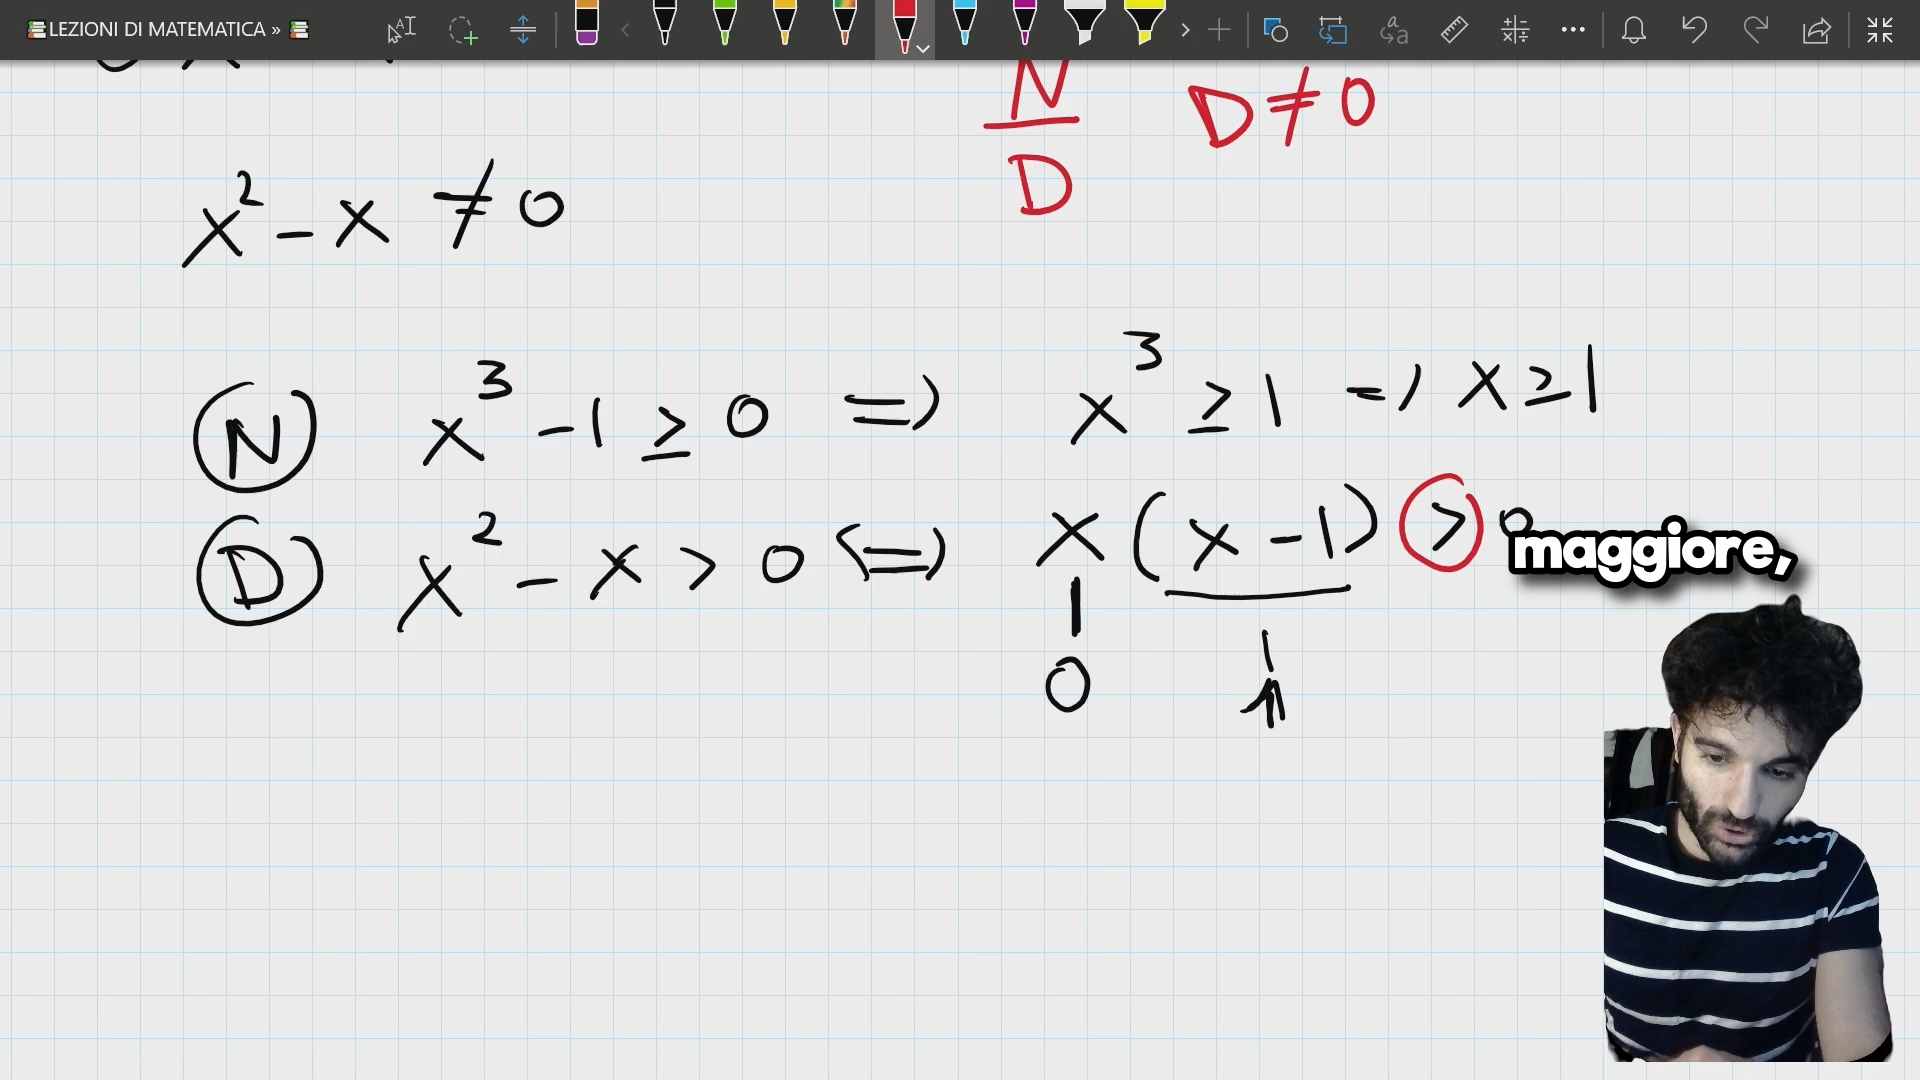 LEZIONI DI MATEMATICA »
N
D
D ≠ 0
x² - x ≠ 0
N x³ - 1 ≥ 0 => x³ ≥ 1 => x ≥ 1
D x² - x > 0 <=> x (x - 1) > 0
maggiore,
0 1